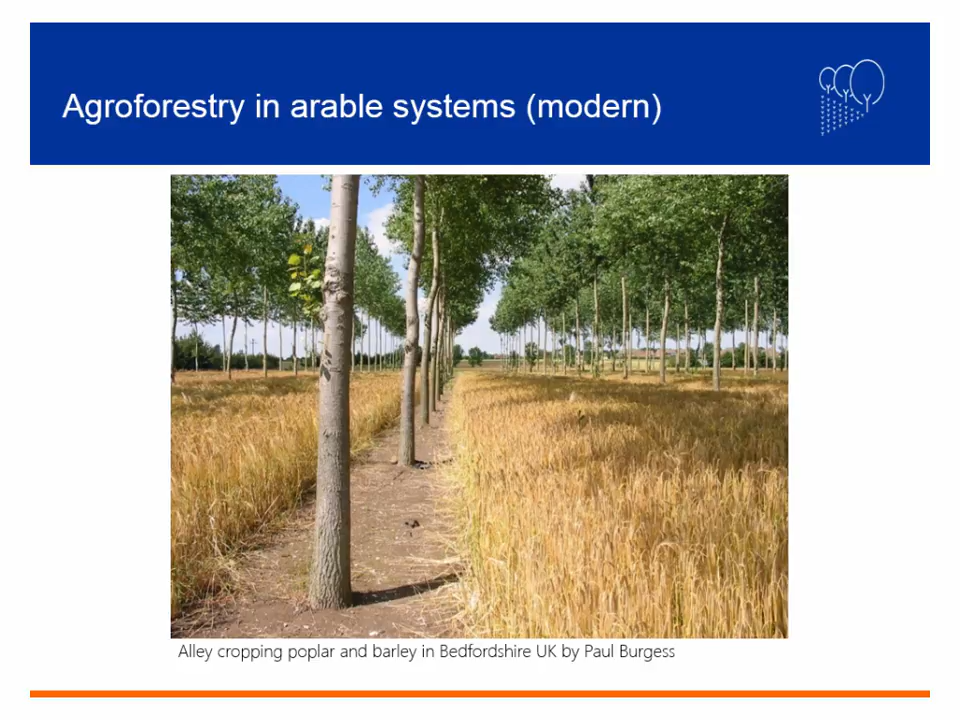 Agroforestry in arable systems (modern)
Alley cropping poplar and barley in Bedfordshire UK by Paul Burgess